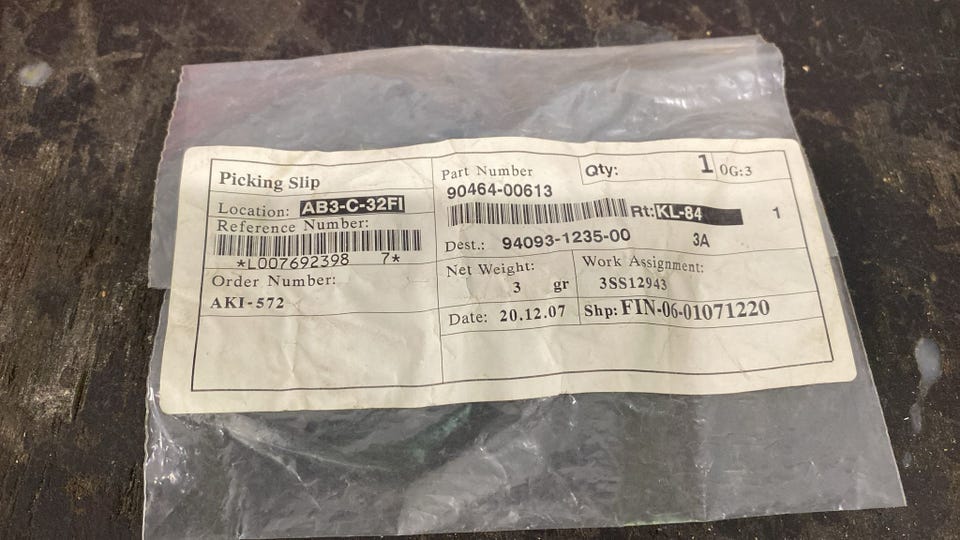 Picking Slip
Location: AB3-C-32FI
Reference Number:
*L007692398 7*
Order Number:
AKI-572
Part Number
90464-00613
Qty: 1 0G:3
Rt:KL-84 1
Dest.: 94093-1235-00 3A
Net Weight:
3 gr
Work Assignment:
3SS12943
Date: 20.12.07
Shp: FIN-06-01071220